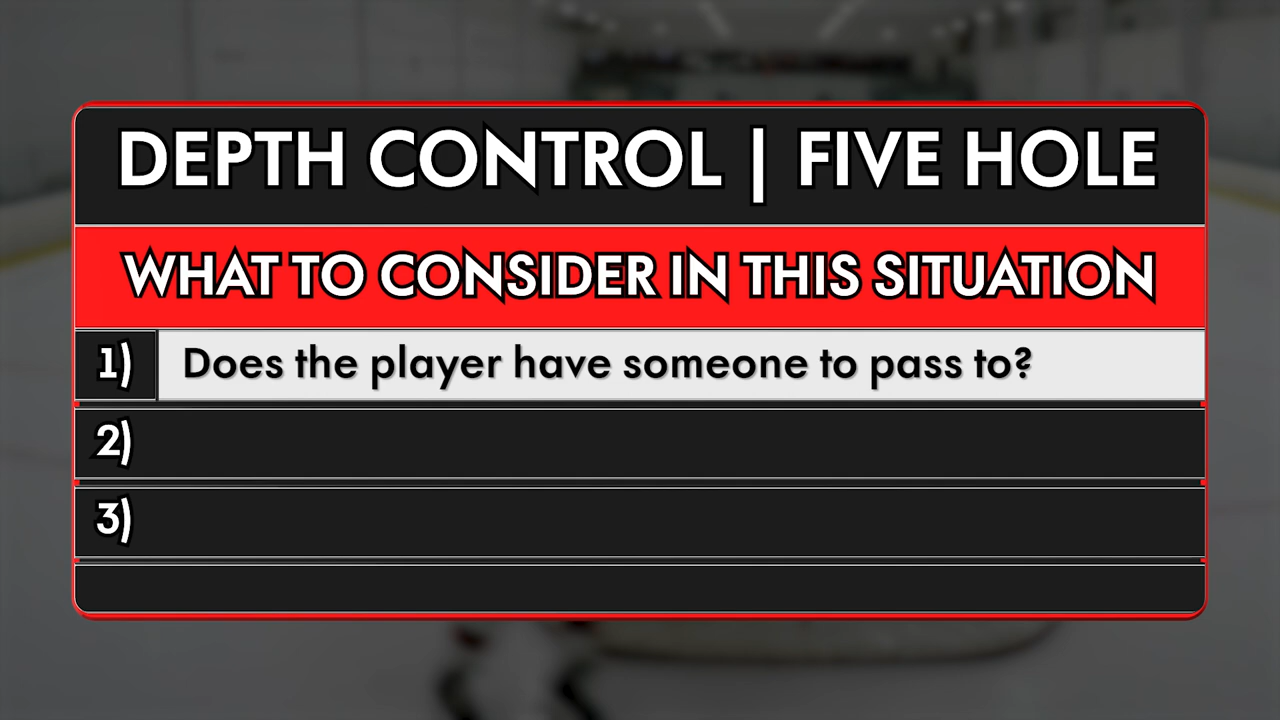 DEPTH CONTROL | FIVE HOLE
WHAT TO CONSIDER IN THIS SITUATION
1) Does the player have someone to pass to?
2)
3)